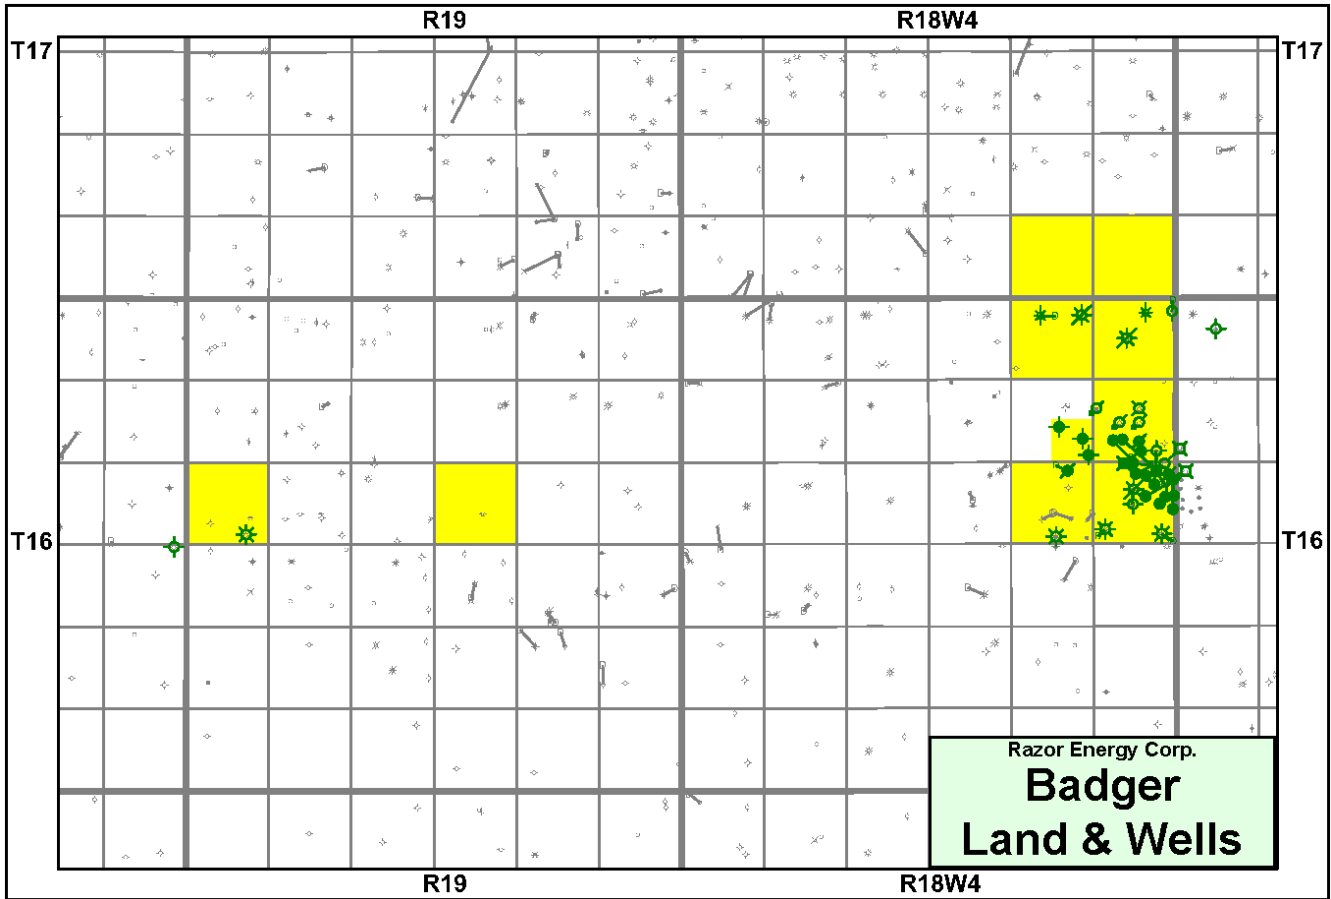 R19 R18W4
T17 T17
T16 T16
Razor Energy Corp.
Badger
Land & Wells
R19 R18W4